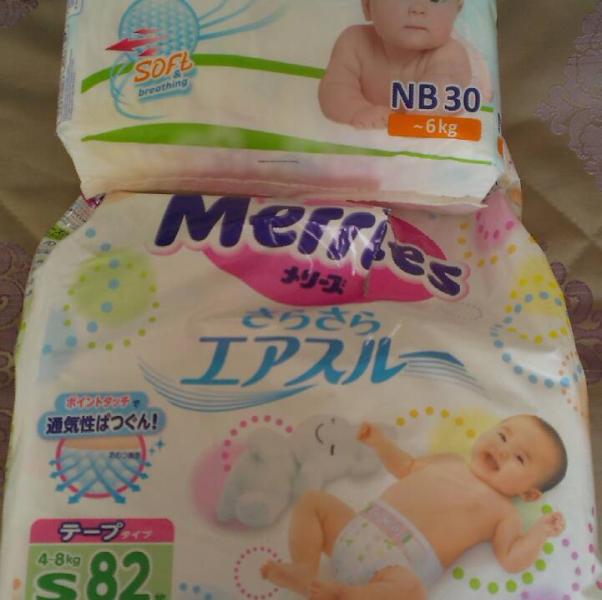 SOFt
&
breathing
NB 30
~6kg
Merries
メリーズ
さらさら
エアスルー
ポイントタッチで
通気性ばつぐん!
テープタイプ
4-8kg
S 82